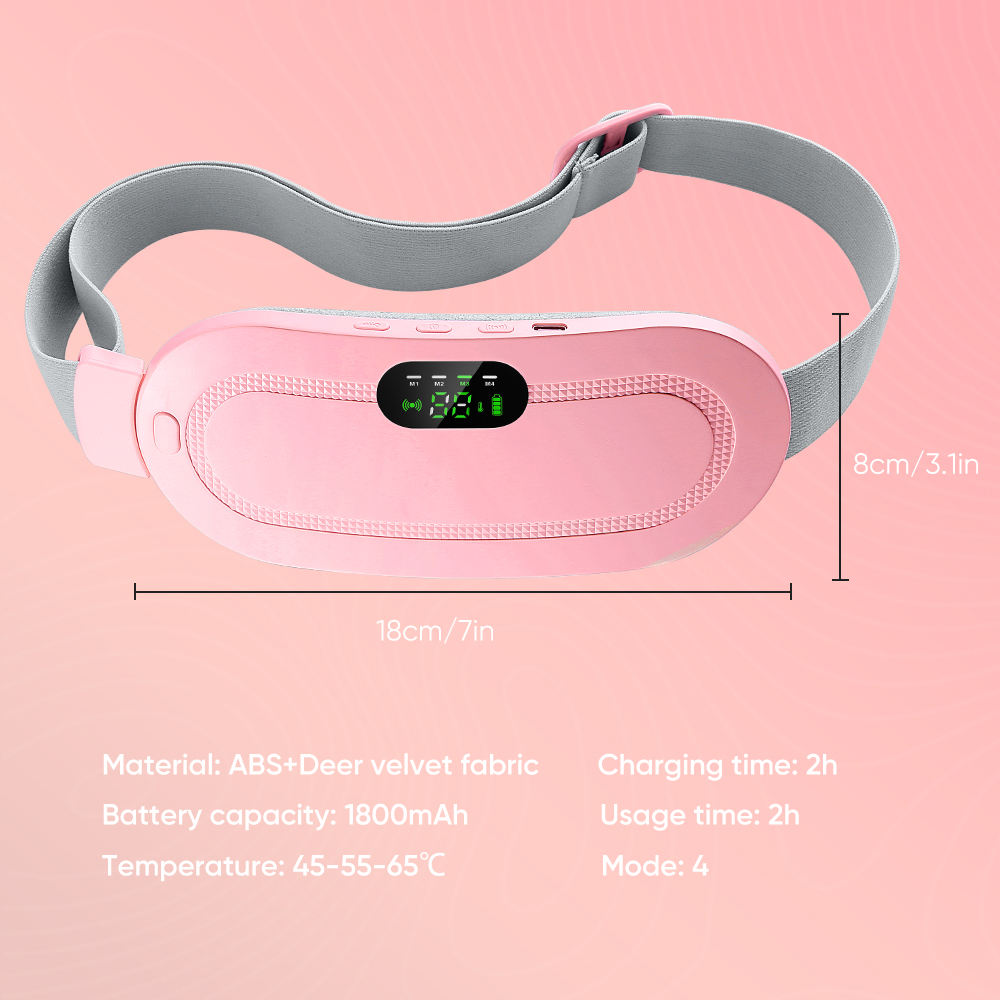 M1 M2 M3 M4
88
8cm/3.1in
18cm/7in
Material: ABS+Deer velvet fabric
Charging time: 2h
Battery capacity: 1800mAh
Usage time: 2h
Temperature: 45-55-65℃
Mode: 4